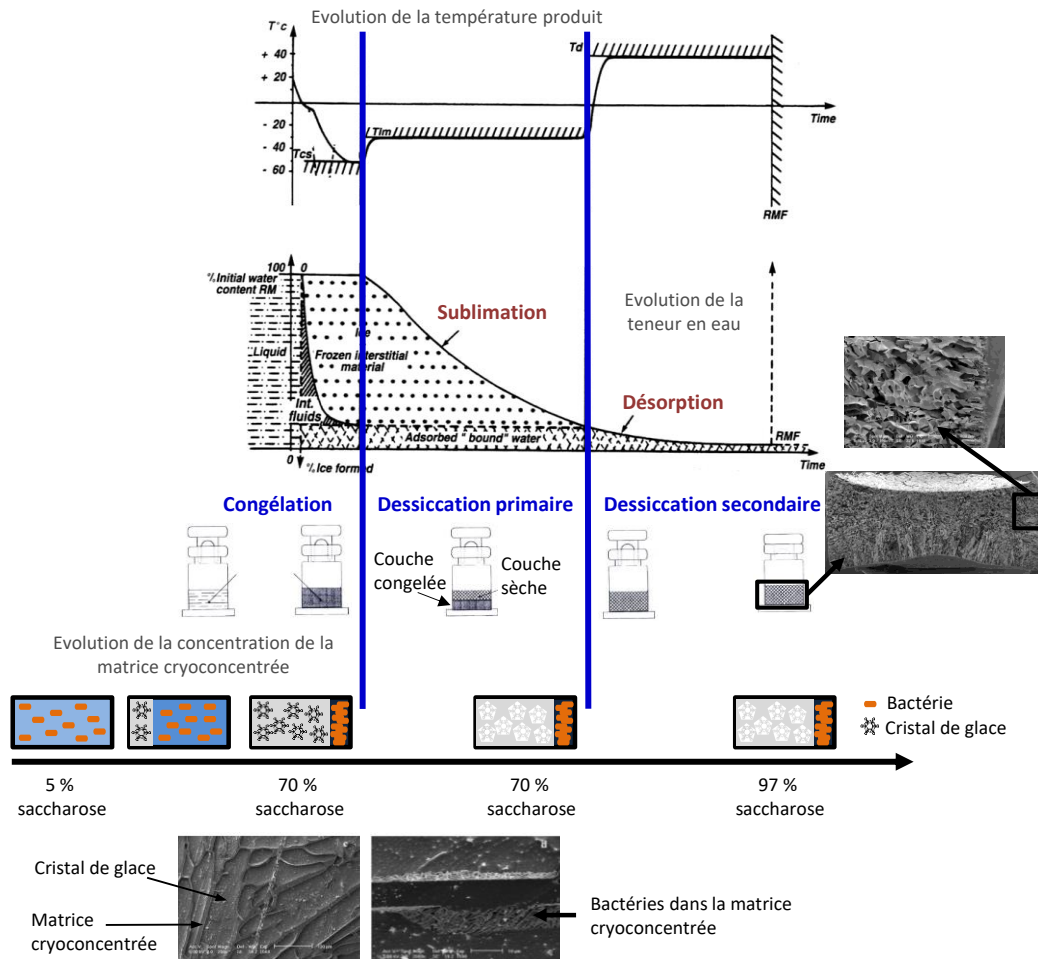 Evolution de la température produit
T°c
+ 40
+ 20
- 20
- 40
- 60
Tcs
Tlm
Td
Time
RMF
100
0
% Initial water
content RM
Liquid
Int.
fluids
Ice
Frozen interstitial
material
Adsorbed "bound" water
Sublimation
Désorption
Evolution de la
teneur en eau
RMF
Time
0
% Ice formed
Congélation
Dessiccation primaire
Dessiccation secondaire
Couche
congelée
Couche
sèche
Evolution de la concentration de la
matrice cryoconcentrée
Bactérie
Cristal de glace
5 %
saccharose
70 %
saccharose
70 %
saccharose
97 %
saccharose
Cristal de glace
Matrice
cryoconcentrée
Bactéries dans la matrice
cryoconcentrée